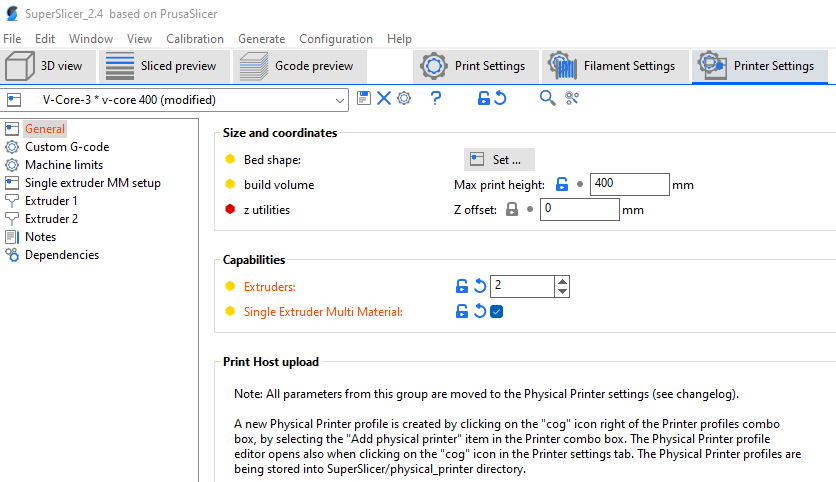 SuperSlicer_2.4 based on PrusaSlicer
File Edit Window View Calibration Generate Configuration Help
3D view Sliced preview Gcode preview Print Settings Filament Settings Printer Settings
V-Core-3 * v-core 400 (modified)
?
General
Custom G-code
Machine limits
Single extruder MM setup
Extruder 1
Extruder 2
Notes
Dependencies
Size and coordinates
Bed shape: Set ...
build volume Max print height: 400 mm
z utilities Z offset: 0 mm
Capabilities
Extruders: 2
Single Extruder Multi Material:
Print Host upload
Note: All parameters from this group are moved to the Physical Printer settings (see changelog).
A new Physical Printer profile is created by clicking on the "cog" icon right of the Printer profiles combo
box, by selecting the "Add physical printer" item in the Printer combo box. The Physical Printer profile
editor opens also when clicking on the "cog" icon in the Printer settings tab. The Physical Printer profiles are
being stored into SuperSlicer/physical_printer directory.